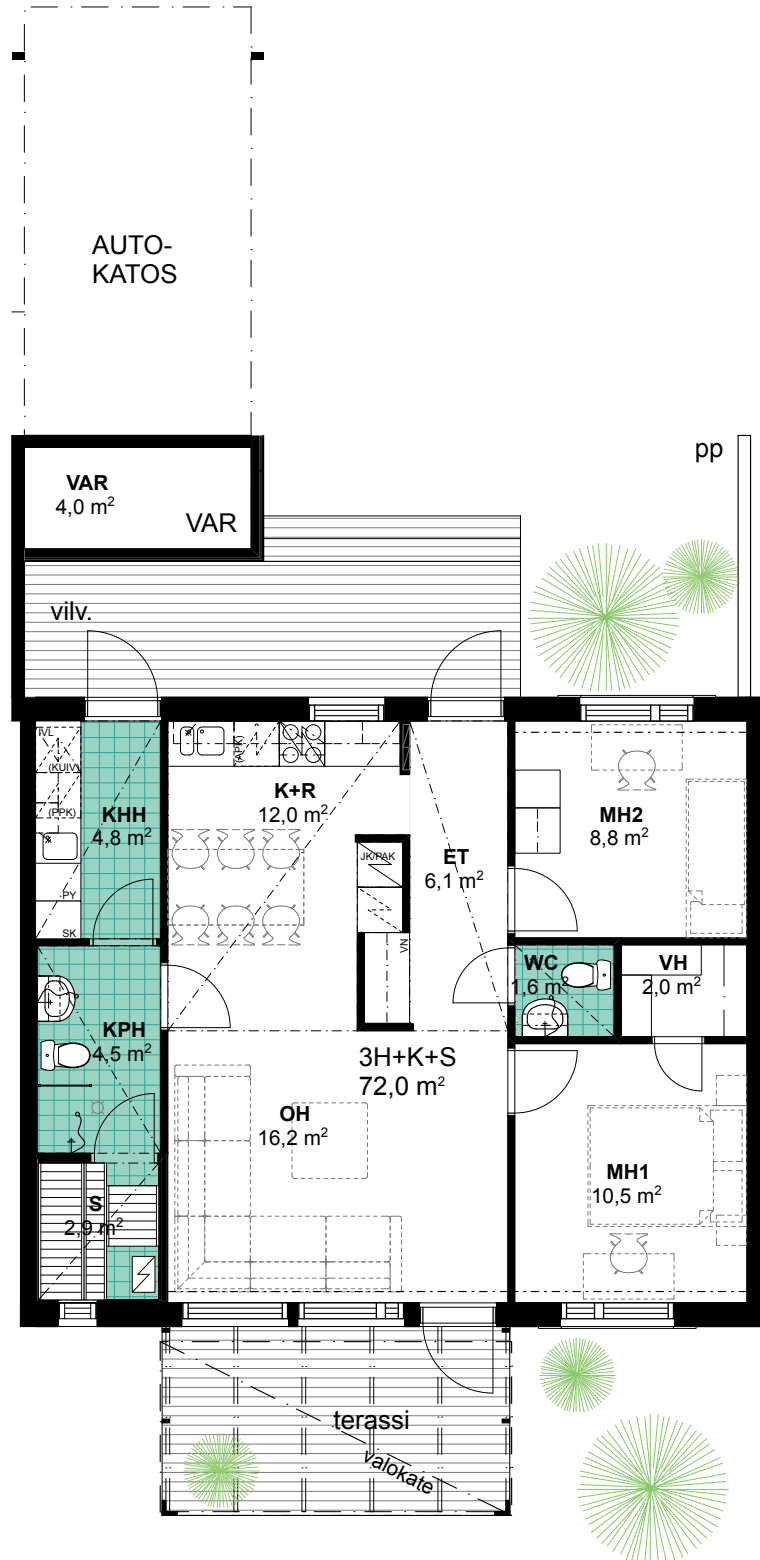 AUTO-
KATOS
pp
VAR
4,0 m²
VAR
vilv.
IVL
(KUIV)
(PPK)
PY
SK
KHH
4,8 m²
(APK)
K+R
12,0 m²
JK/PAK
VN
ET
6,1 m²
MH2
8,8 m²
WC
1,6 m²
VH
2,0 m²
KPH
4,5 m²
3H+K+S
72,0 m²
OH
16,2 m²
MH1
10,5 m²
S
2,9 m²
terassi
valokate